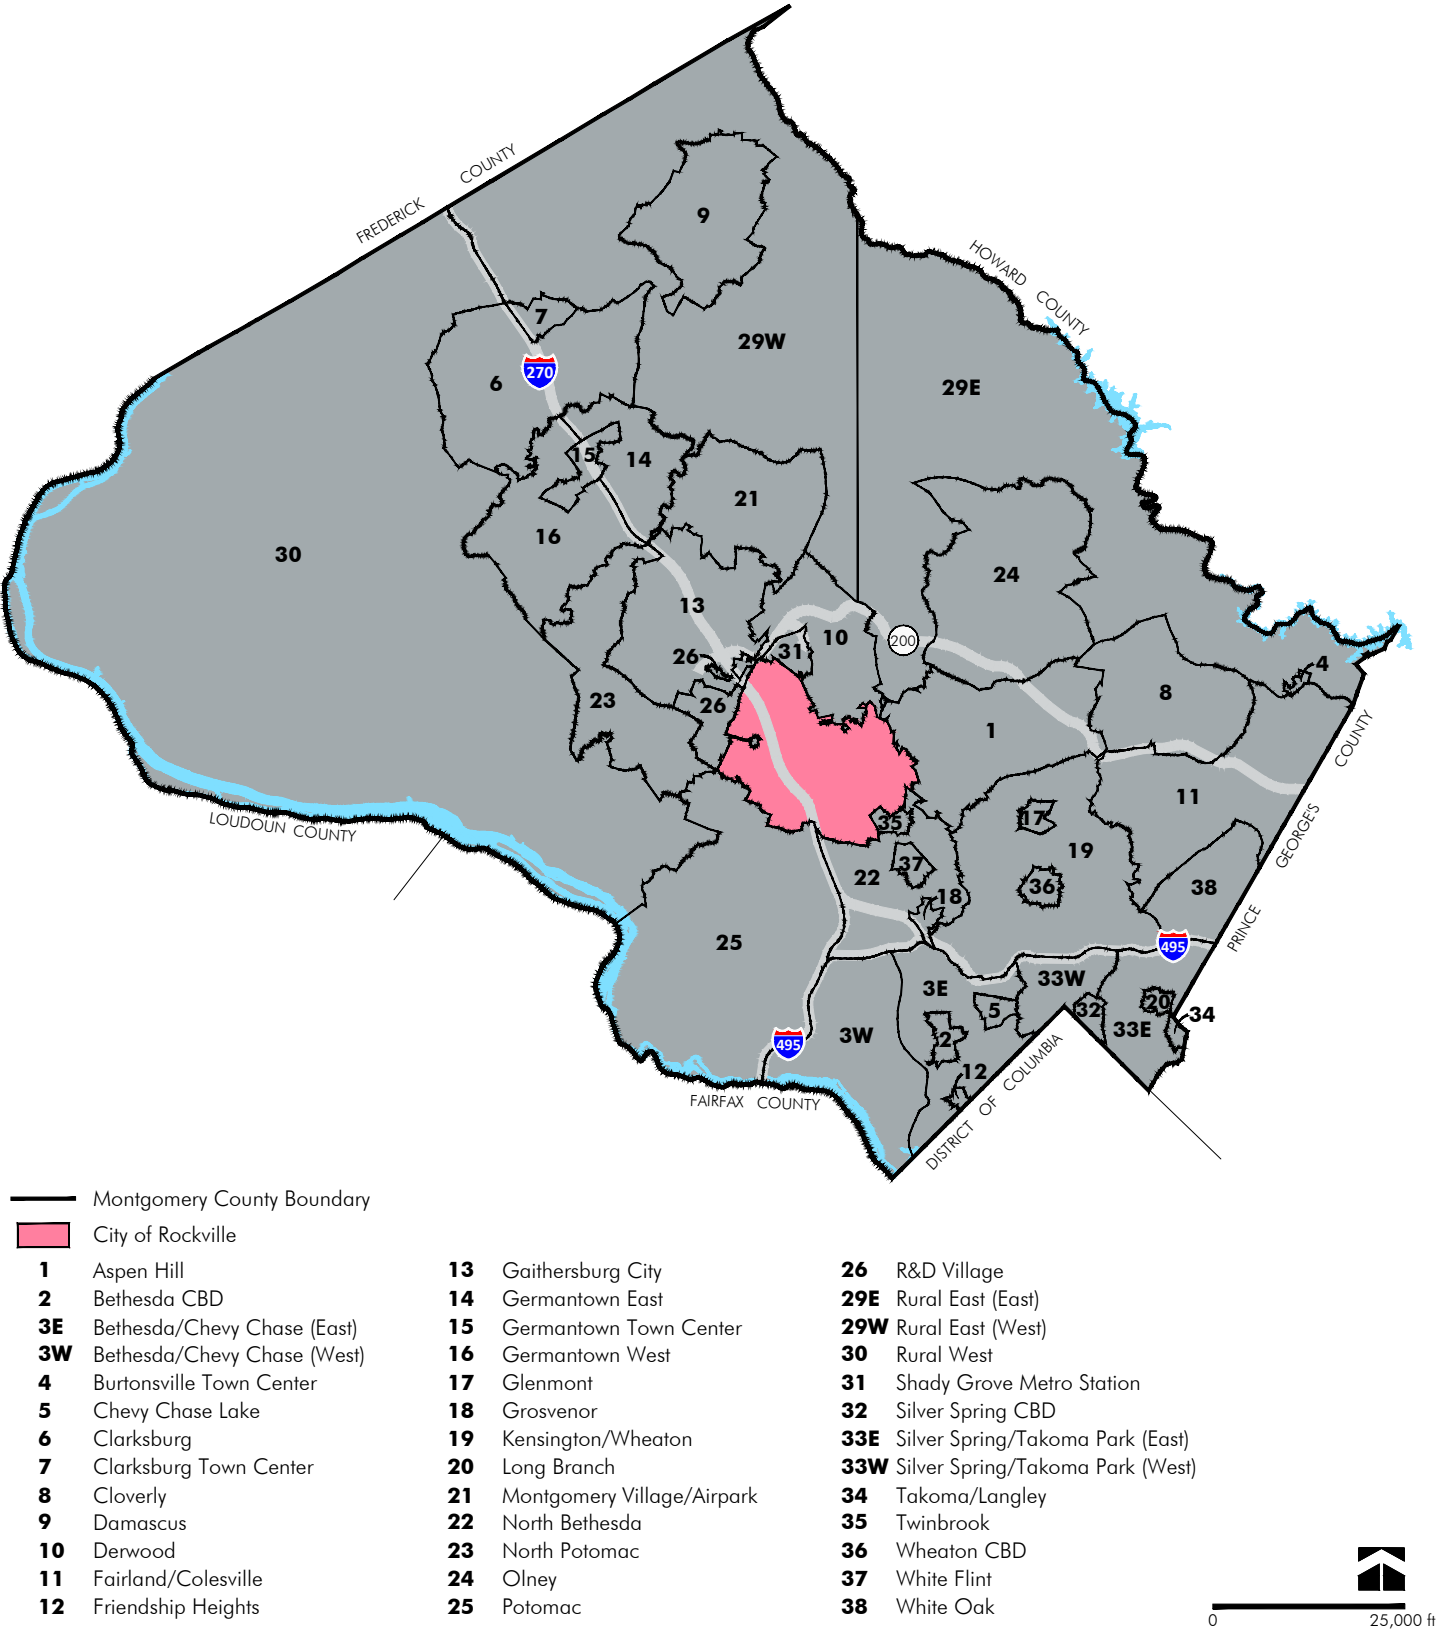 COUNTY
FREDERICK
9
HOWARD
COUNTY
7
29W
270
6
29E
15
14
21
16
30
24
13
200
10
31
26
4
8
23
26
1
COUNTY
11
17
LOUDOUN COUNTY
35
GEORGE'S
19
37
22
36
38
18
PRINCE
25
495
33W
3E
20
5
32
34
33E
3W
2
495
12
DISTRICT OF COLUMBIA
FAIRFAX COUNTY
Montgomery County Boundary
City of Rockville
1 Aspen Hill
2 Bethesda CBD
3E Bethesda/Chevy Chase (East)
3W Bethesda/Chevy Chase (West)
4 Burtonsville Town Center
5 Chevy Chase Lake
6 Clarksburg
7 Clarksburg Town Center
8 Cloverly
9 Damascus
10 Derwood
11 Fairland/Colesville
12 Friendship Heights
13 Gaithersburg City
14 Germantown East
15 Germantown Town Center
16 Germantown West
17 Glenmont
18 Grosvenor
19 Kensington/Wheaton
20 Long Branch
21 Montgomery Village/Airpark
22 North Bethesda
23 North Potomac
24 Olney
25 Potomac
26 R&D Village
29E Rural East (East)
29W Rural East (West)
30 Rural West
31 Shady Grove Metro Station
32 Silver Spring CBD
33E Silver Spring/Takoma Park (East)
33W Silver Spring/Takoma Park (West)
34 Takoma/Langley
35 Twinbrook
36 Wheaton CBD
37 White Flint
38 White Oak
0 25,000 ft